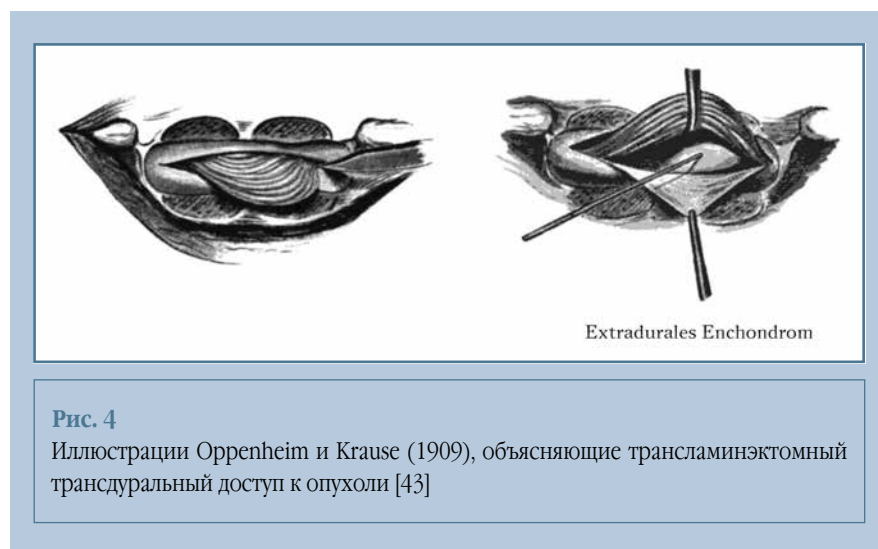 Extradurales Enchondrom
Рис. 4
Иллюстрации Oppenheim и Krause (1909), объясняющие трансламинэктомный
трансдуральный доступ к опухоли [43]